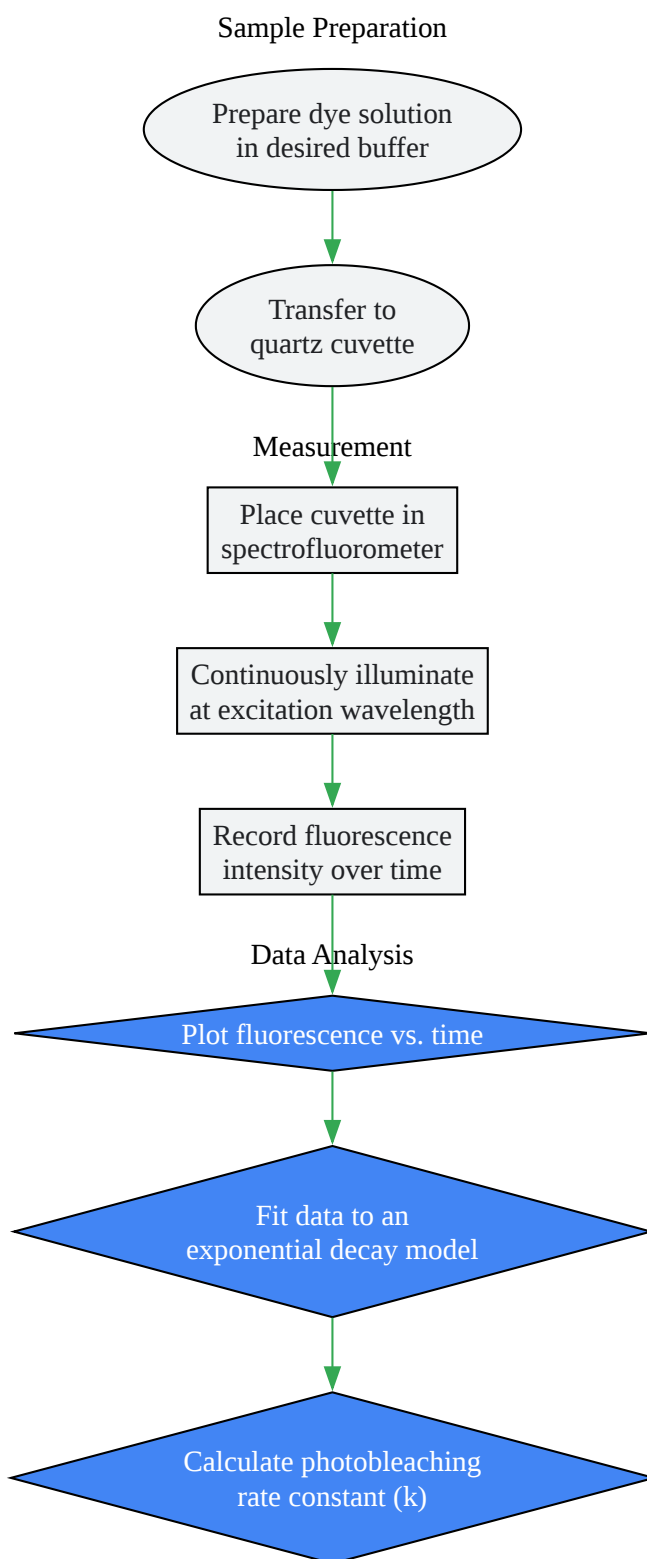 Sample Preparation
Prepare dye solution
in desired buffer
Transfer to
quartz cuvette
Measurement
Place cuvette in
spectrofluorometer
Continuously illuminate
at excitation wavelength
Record fluorescence
intensity over time
Data Analysis
Plot fluorescence vs. time
Fit data to an
exponential decay model
Calculate photobleaching
rate constant (k)